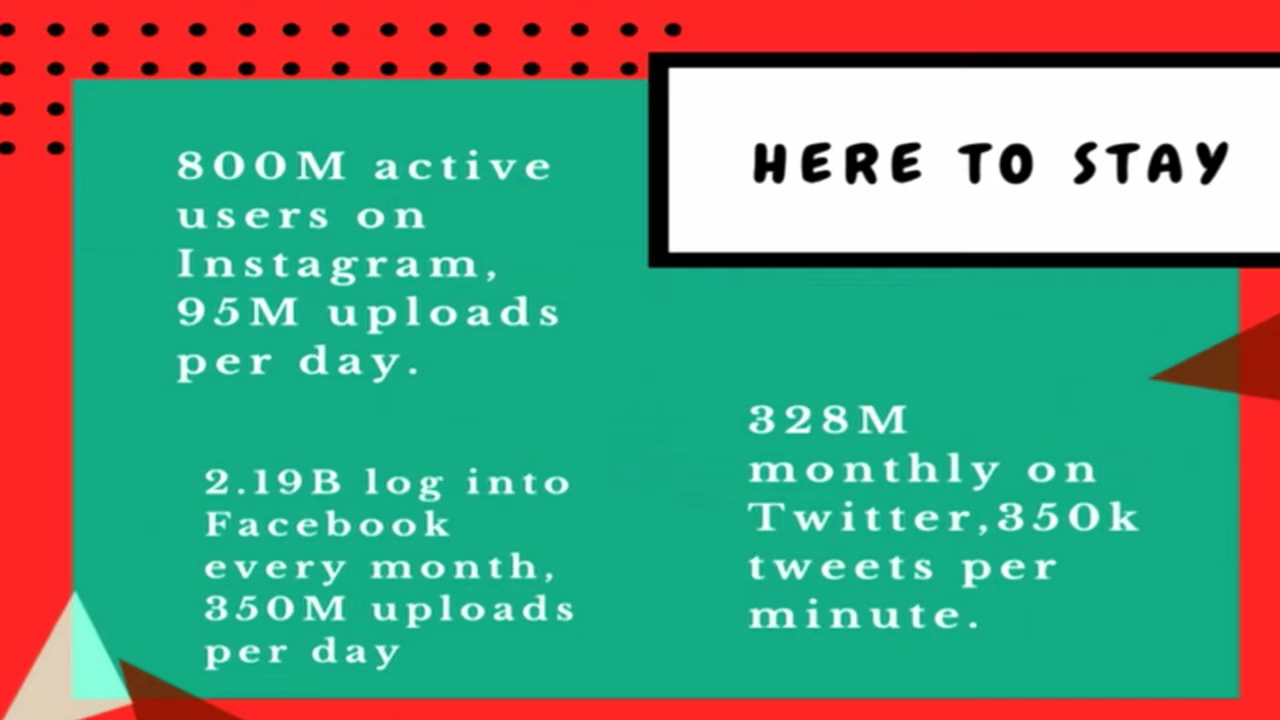 HERE TO STAY
800M active
users on
Instagram,
95M uploads
per day.
2.19B log into
Facebook
every month,
350M uploads
per day
328M
monthly on
Twitter,350k
tweets per
minute.